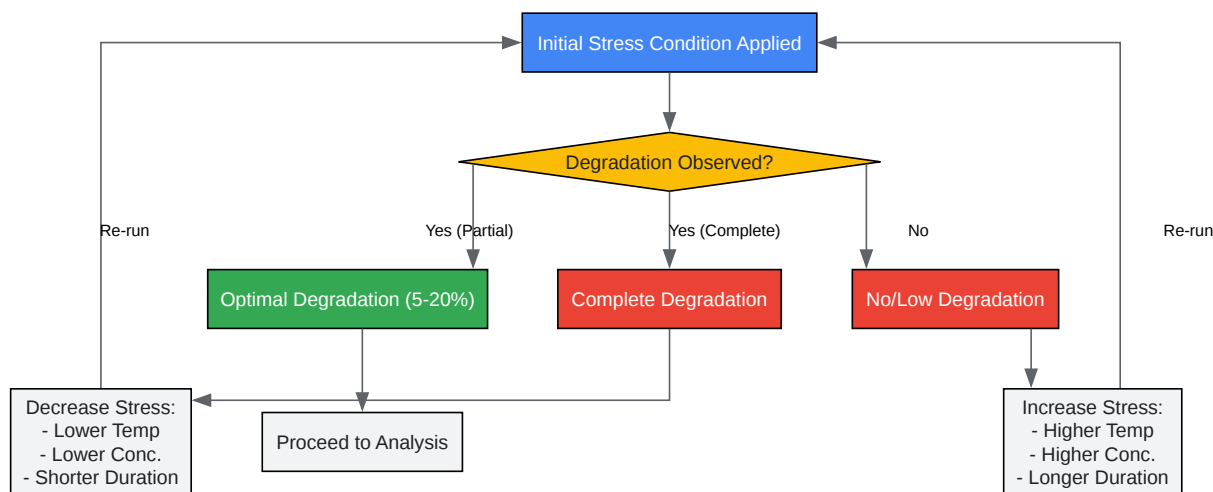 Initial Stress Condition Applied
Degradation Observed?
Re-run
Yes (Partial)
Yes (Complete)
No
Re-run
Optimal Degradation (5-20%)
Complete Degradation
No/Low Degradation
Decrease Stress:
- Lower Temp
- Lower Conc.
- Shorter Duration
Proceed to Analysis
Increase Stress:
- Higher Temp
- Higher Conc.
- Longer Duration